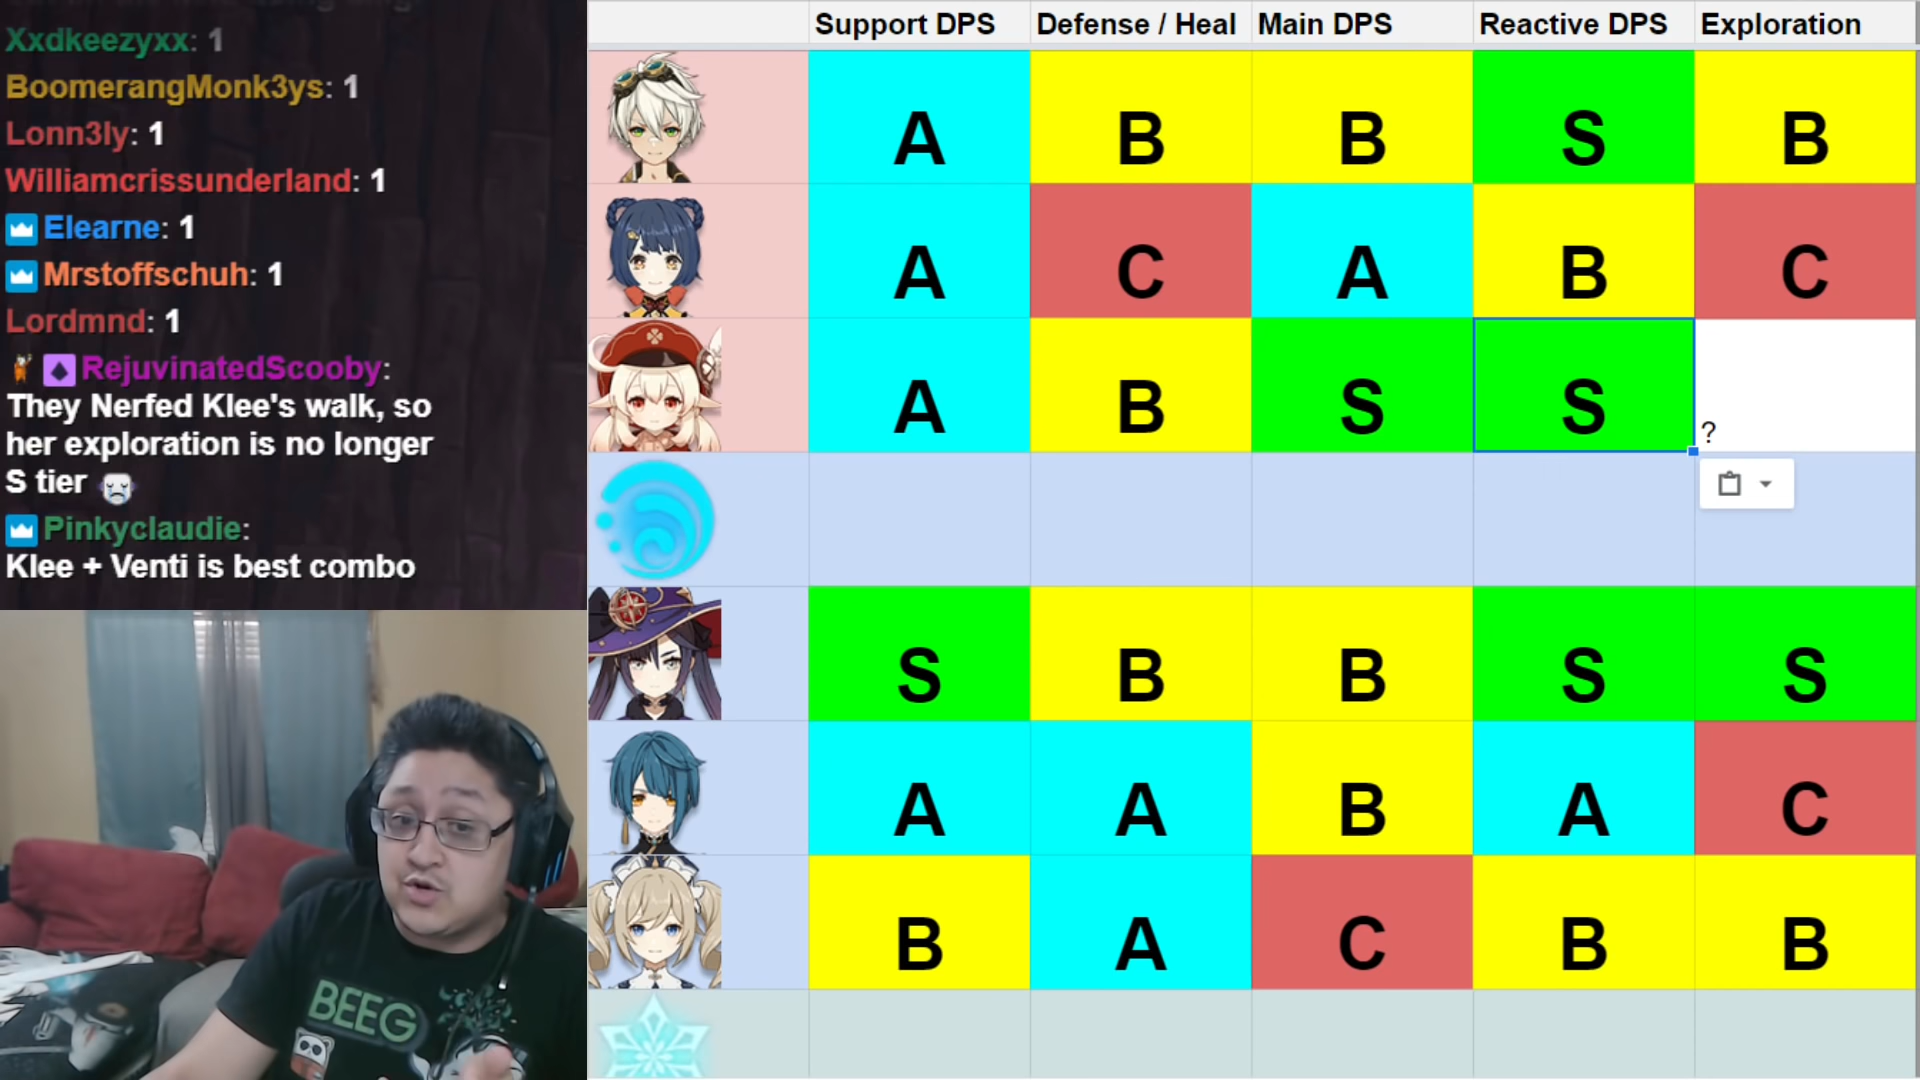 Xxdkeezyxx: 1
BoomerangMonk3ys: 1
Lonn3ly: 1
Williamcrissunderland: 1
Elearne: 1
Mrstoffschuh: 1
Lordmnd: 1
RejuvinatedScooby:
They Nerfed Klee's walk, so
her exploration is no longer
S tier
Pinkyclaudie:
Klee + Venti is best combo
BEEG
Support DPS Defense / Heal Main DPS Reactive DPS Exploration
A B B S B
A C A B C
A B S S ?
S B B S S
A A B A C
B A C B B